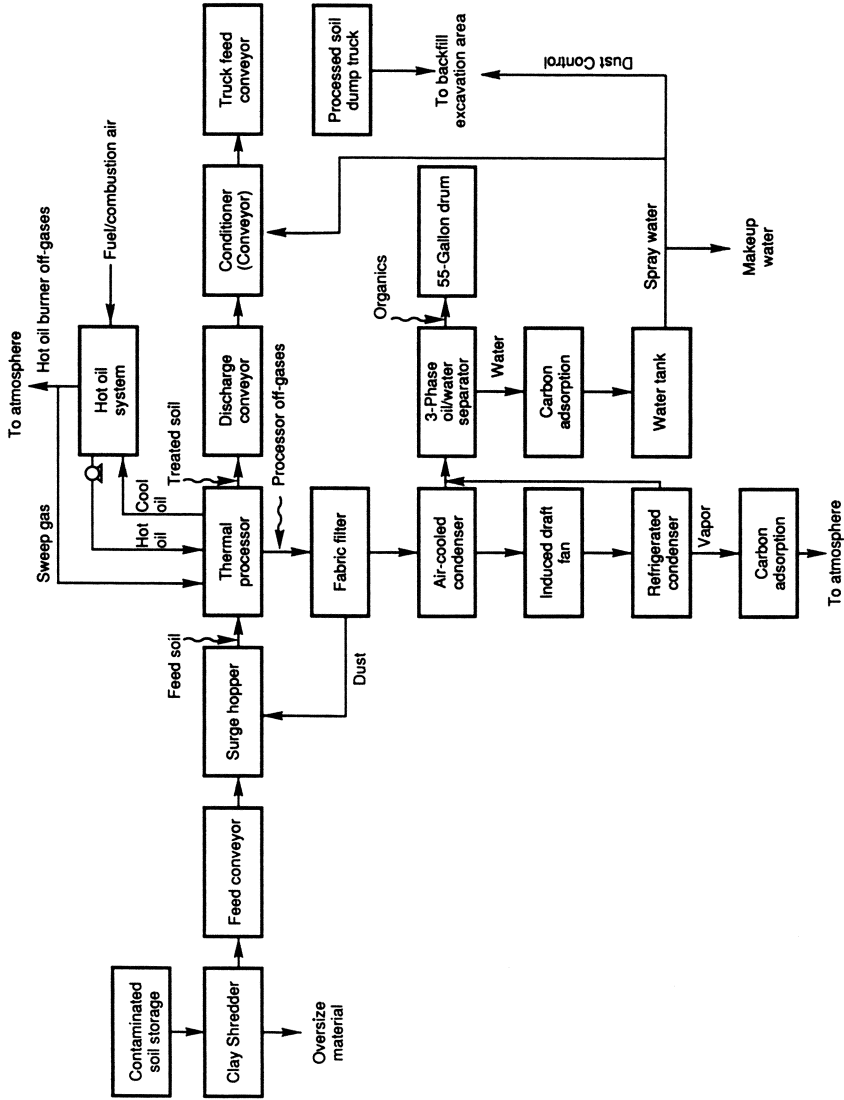 To atmosphere
Hot oil burner off-gases
Sweep gas
Hot oil
system
Fuel/combustion air
Hot
oil
Cool
oil
Contaminated
soil storage
Clay Shredder
Oversize
material
Feed conveyor
Surge hopper
Feed soil
Thermal
processor
Treated soil
Discharge
conveyor
Conditioner
(Conveyor)
Truck feed
conveyor
Processor off-gases
Dust
Fabric filter
Processed soil
dump truck
To backfill
excavation area
Dust Control
Air-cooled
condenser
3-Phase
oil/water
separator
Organics
55-Gallon drum
Water
Induced draft
fan
Carbon
adsorption
Refrigerated
condenser
Water tank
Spray water
Makeup
water
Vapor
Carbon
adsorption
To atmosphere